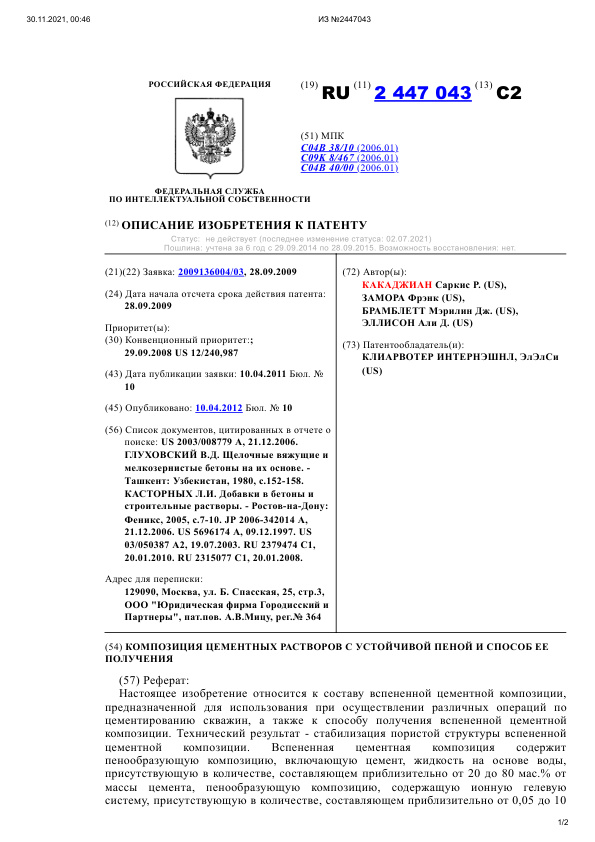 30.11.2021, 00:46
ИЗ №2447043
РОССИЙСКАЯ ФЕДЕРАЦИЯ
ФЕДЕРАЛЬНАЯ СЛУЖБА
ПО ИНТЕЛЛЕКТУАЛЬНОЙ СОБСТВЕННОСТИ
(19) RU (11) 2 447 043 (13) C2
(51) МПК
C04B 38/10 (2006.01)
C09K 8/467 (2006.01)
C04B 40/00 (2006.01)
(12) ОПИСАНИЕ ИЗОБРЕТЕНИЯ К ПАТЕНТУ
Статус: не действует (последнее изменение статуса: 02.07.2021)
Пошлина: учтена за 6 год с 29.09.2014 по 28.09.2015. Возможность восстановления: нет.
(21)(22) Заявка: 2009136004/03, 28.09.2009
(24) Дата начала отсчета срока действия патента:
28.09.2009
Приоритет(ы):
(30) Конвенционный приоритет:;
29.09.2008 US 12/240,987
(43) Дата публикации заявки: 10.04.2011 Бюл. №
10
(45) Опубликовано: 10.04.2012 Бюл. № 10
(56) Список документов, цитированных в отчете о
поиске: US 2003/008779 A, 21.12.2006.
ГЛУХОВСКИЙ В.Д. Щелочные вяжущие и
мелкозернистые бетоны на их основе. -
Ташкент: Узбекистан, 1980, с.152-158.
КАСТОРНЫХ Л.И. Добавки в бетоны и
строительные растворы. - Ростов-на-Дону:
Феникс, 2005, с.7-10. JP 2006-342014 A,
21.12.2006. US 5696174 A, 09.12.1997. US
03/050387 A2, 19.07.2003. RU 2379474 C1,
20.01.2010. RU 2315077 C1, 20.01.2008.
Адрес для переписки:
129090, Москва, ул. Б. Спасская, 25, стр.3,
ООО "Юридическая фирма Городисский и
Партнеры", пат.пов. А.В.Мицу, рег.№ 364
(72) Автор(ы):
КАКАДЖИАН Саркис Р. (US),
ЗАМОРА Фрэнк (US),
БРАМБЛЕТТ Мэрилин Дж. (US),
ЭЛЛИСОН Али Д. (US)
(73) Патентообладатель(и):
КЛИАРВОТЕР ИНТЕРНЭШНЛ, ЭлЭлСи
(US)
(54) КОМПОЗИЦИЯ ЦЕМЕНТНЫХ РАСТВОРОВ С УСТОЙЧИВОЙ ПЕНОЙ И СПОСОБ ЕЕ
ПОЛУЧЕНИЯ
(57) Реферат:
Настоящее изобретение относится к составу вспененной цементной композиции,
предназначенной для использования при осуществлении различных операций по
цементированию скважин, а также к способу получения вспененной цементной
композиции. Технический результат - стабилизация пористой структуры вспененной
цементной композиции. Вспененная цементная композиция содержит
пенообразующую композицию, включающую цемент, жидкость на основе воды,
присутствующую в количестве, составляющем приблизительно от 20 до 80 мас.% от
массы цемента, пенообразующую композицию, содержащую ионную гелевую
систему, присутствующую в количестве, составляющем приблизительно от 0,05 до 10
1/2